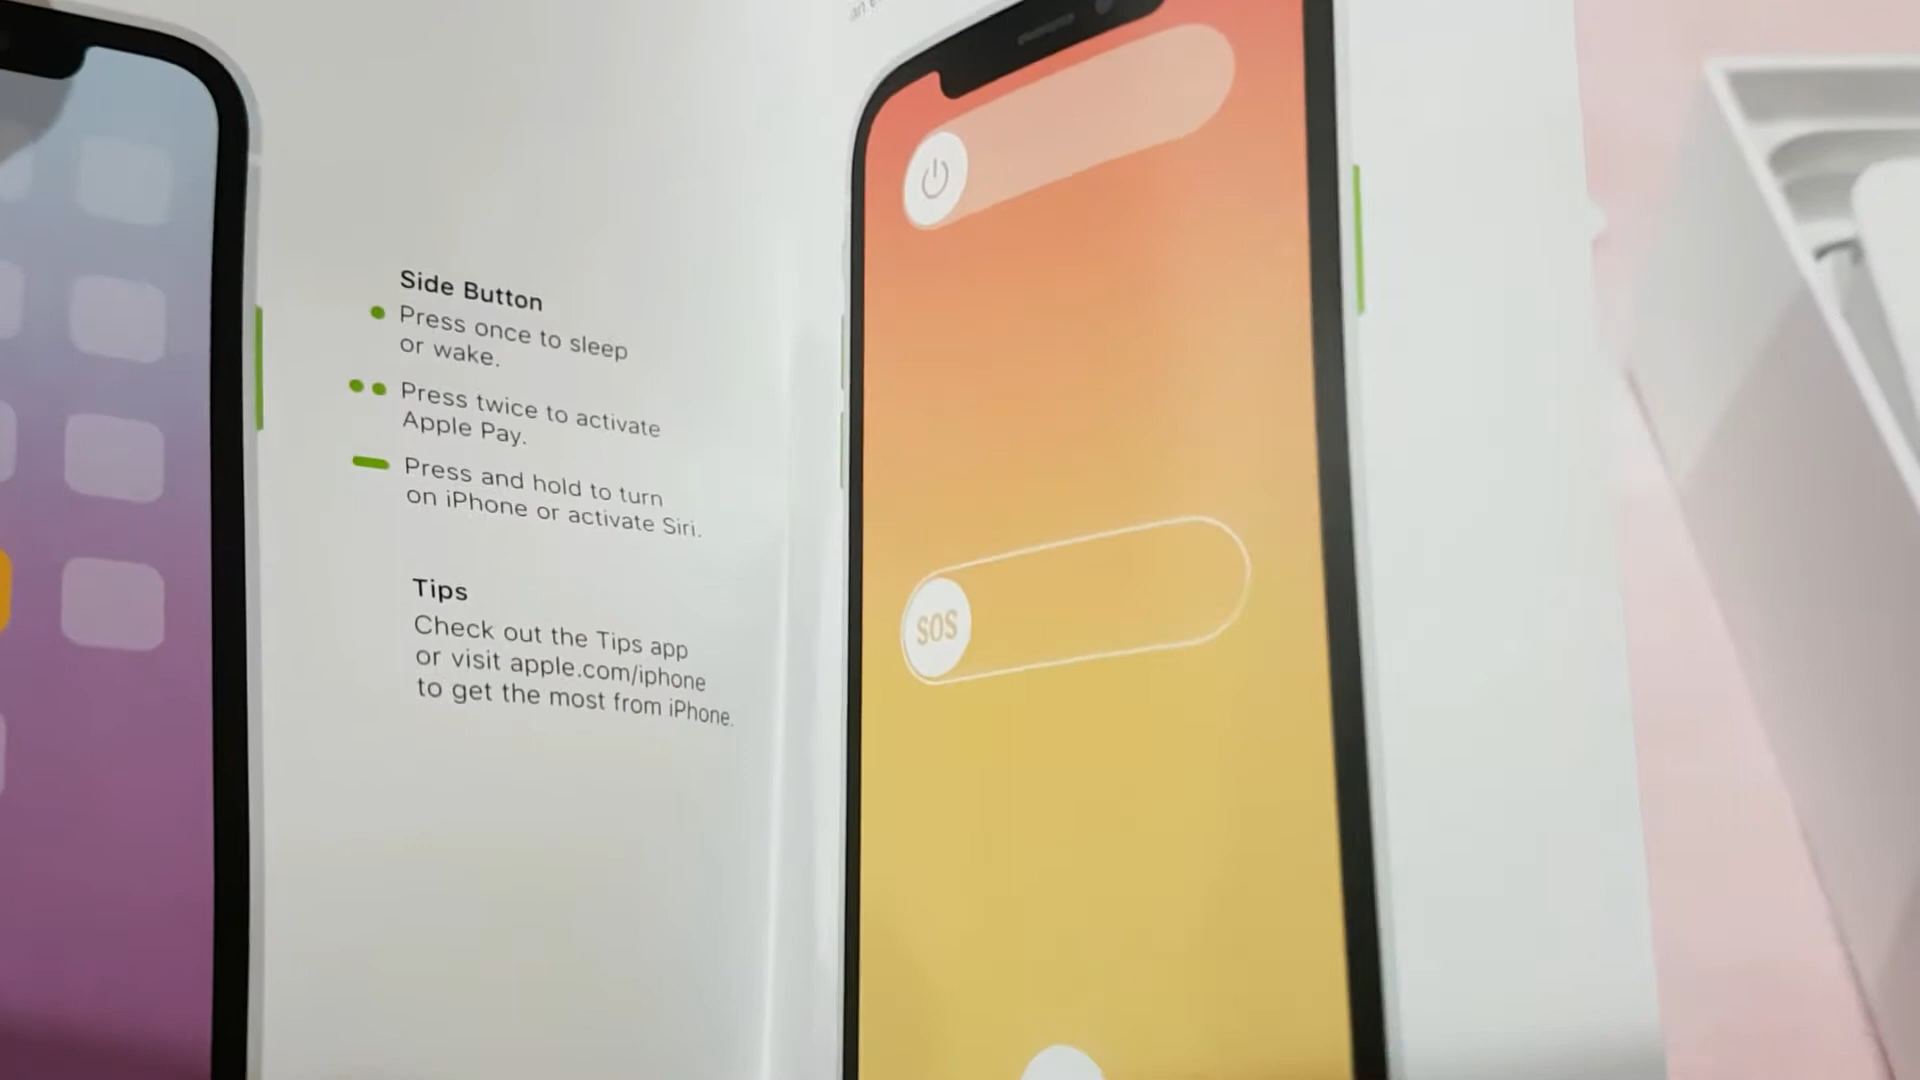 Side Button
Press once to sleep
or wake.
Press twice to activate
Apple Pay.
Press and hold to turn
on iPhone or activate Siri.
Tips
Check out the Tips app
or visit apple.com/iphone
to get the most from iPhone.
SOS